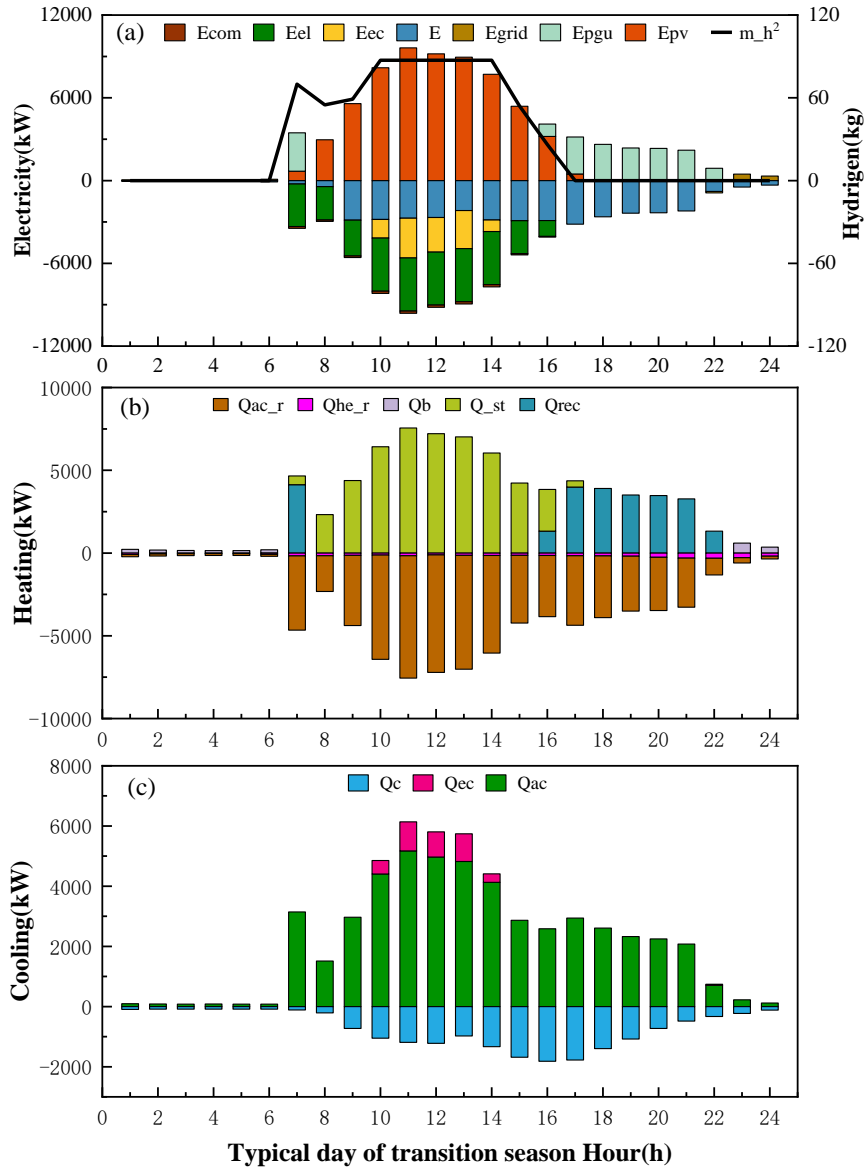 (a)
Ecom Eel Eec E Egrid Epgu Epv m_h²
12000
6000
0
-6000
-12000
Electricity(kW)
120
60
0
-60
-120
Hydrigen(kg)
0 2 4 6 8 10 12 14 16 18 20 22 24
(b)
Qac_r Qhe_r Qb Q_st Qrec
10000
5000
0
-5000
-10000
Heating(kW)
0 2 4 6 8 10 12 14 16 18 20 22 24
(c)
Qc Qec Qac
8000
6000
4000
2000
0
-2000
Cooling(kW)
0 2 4 6 8 10 12 14 16 18 20 22 24
Typical day of transition season Hour(h)